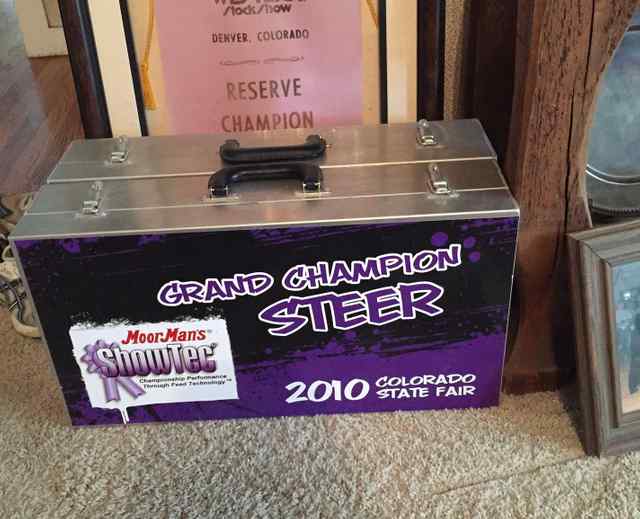 Stock Show
DENVER, COLORADO
RESERVE
CHAMPION
GRAND CHAMPION
STEER
MoorMan's®
ShowTec®
Championship Performance
Through Feed Technology™
2010 COLORADO
STATE FAIR